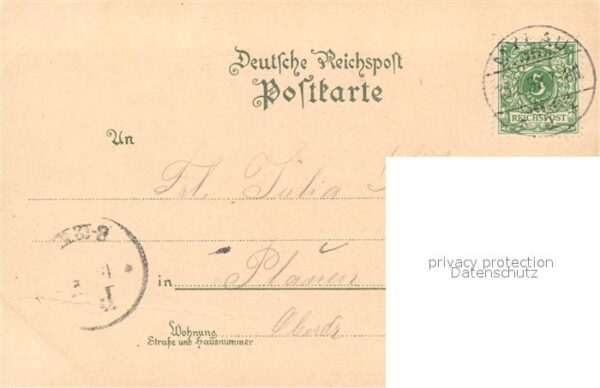 Deutsche Reichspost
Postkarte
5
REICHSPOST
An
Frl. Julia
privacy protection
Datenschutz
in Plauen
Wohnung
Straße und Hausnummer